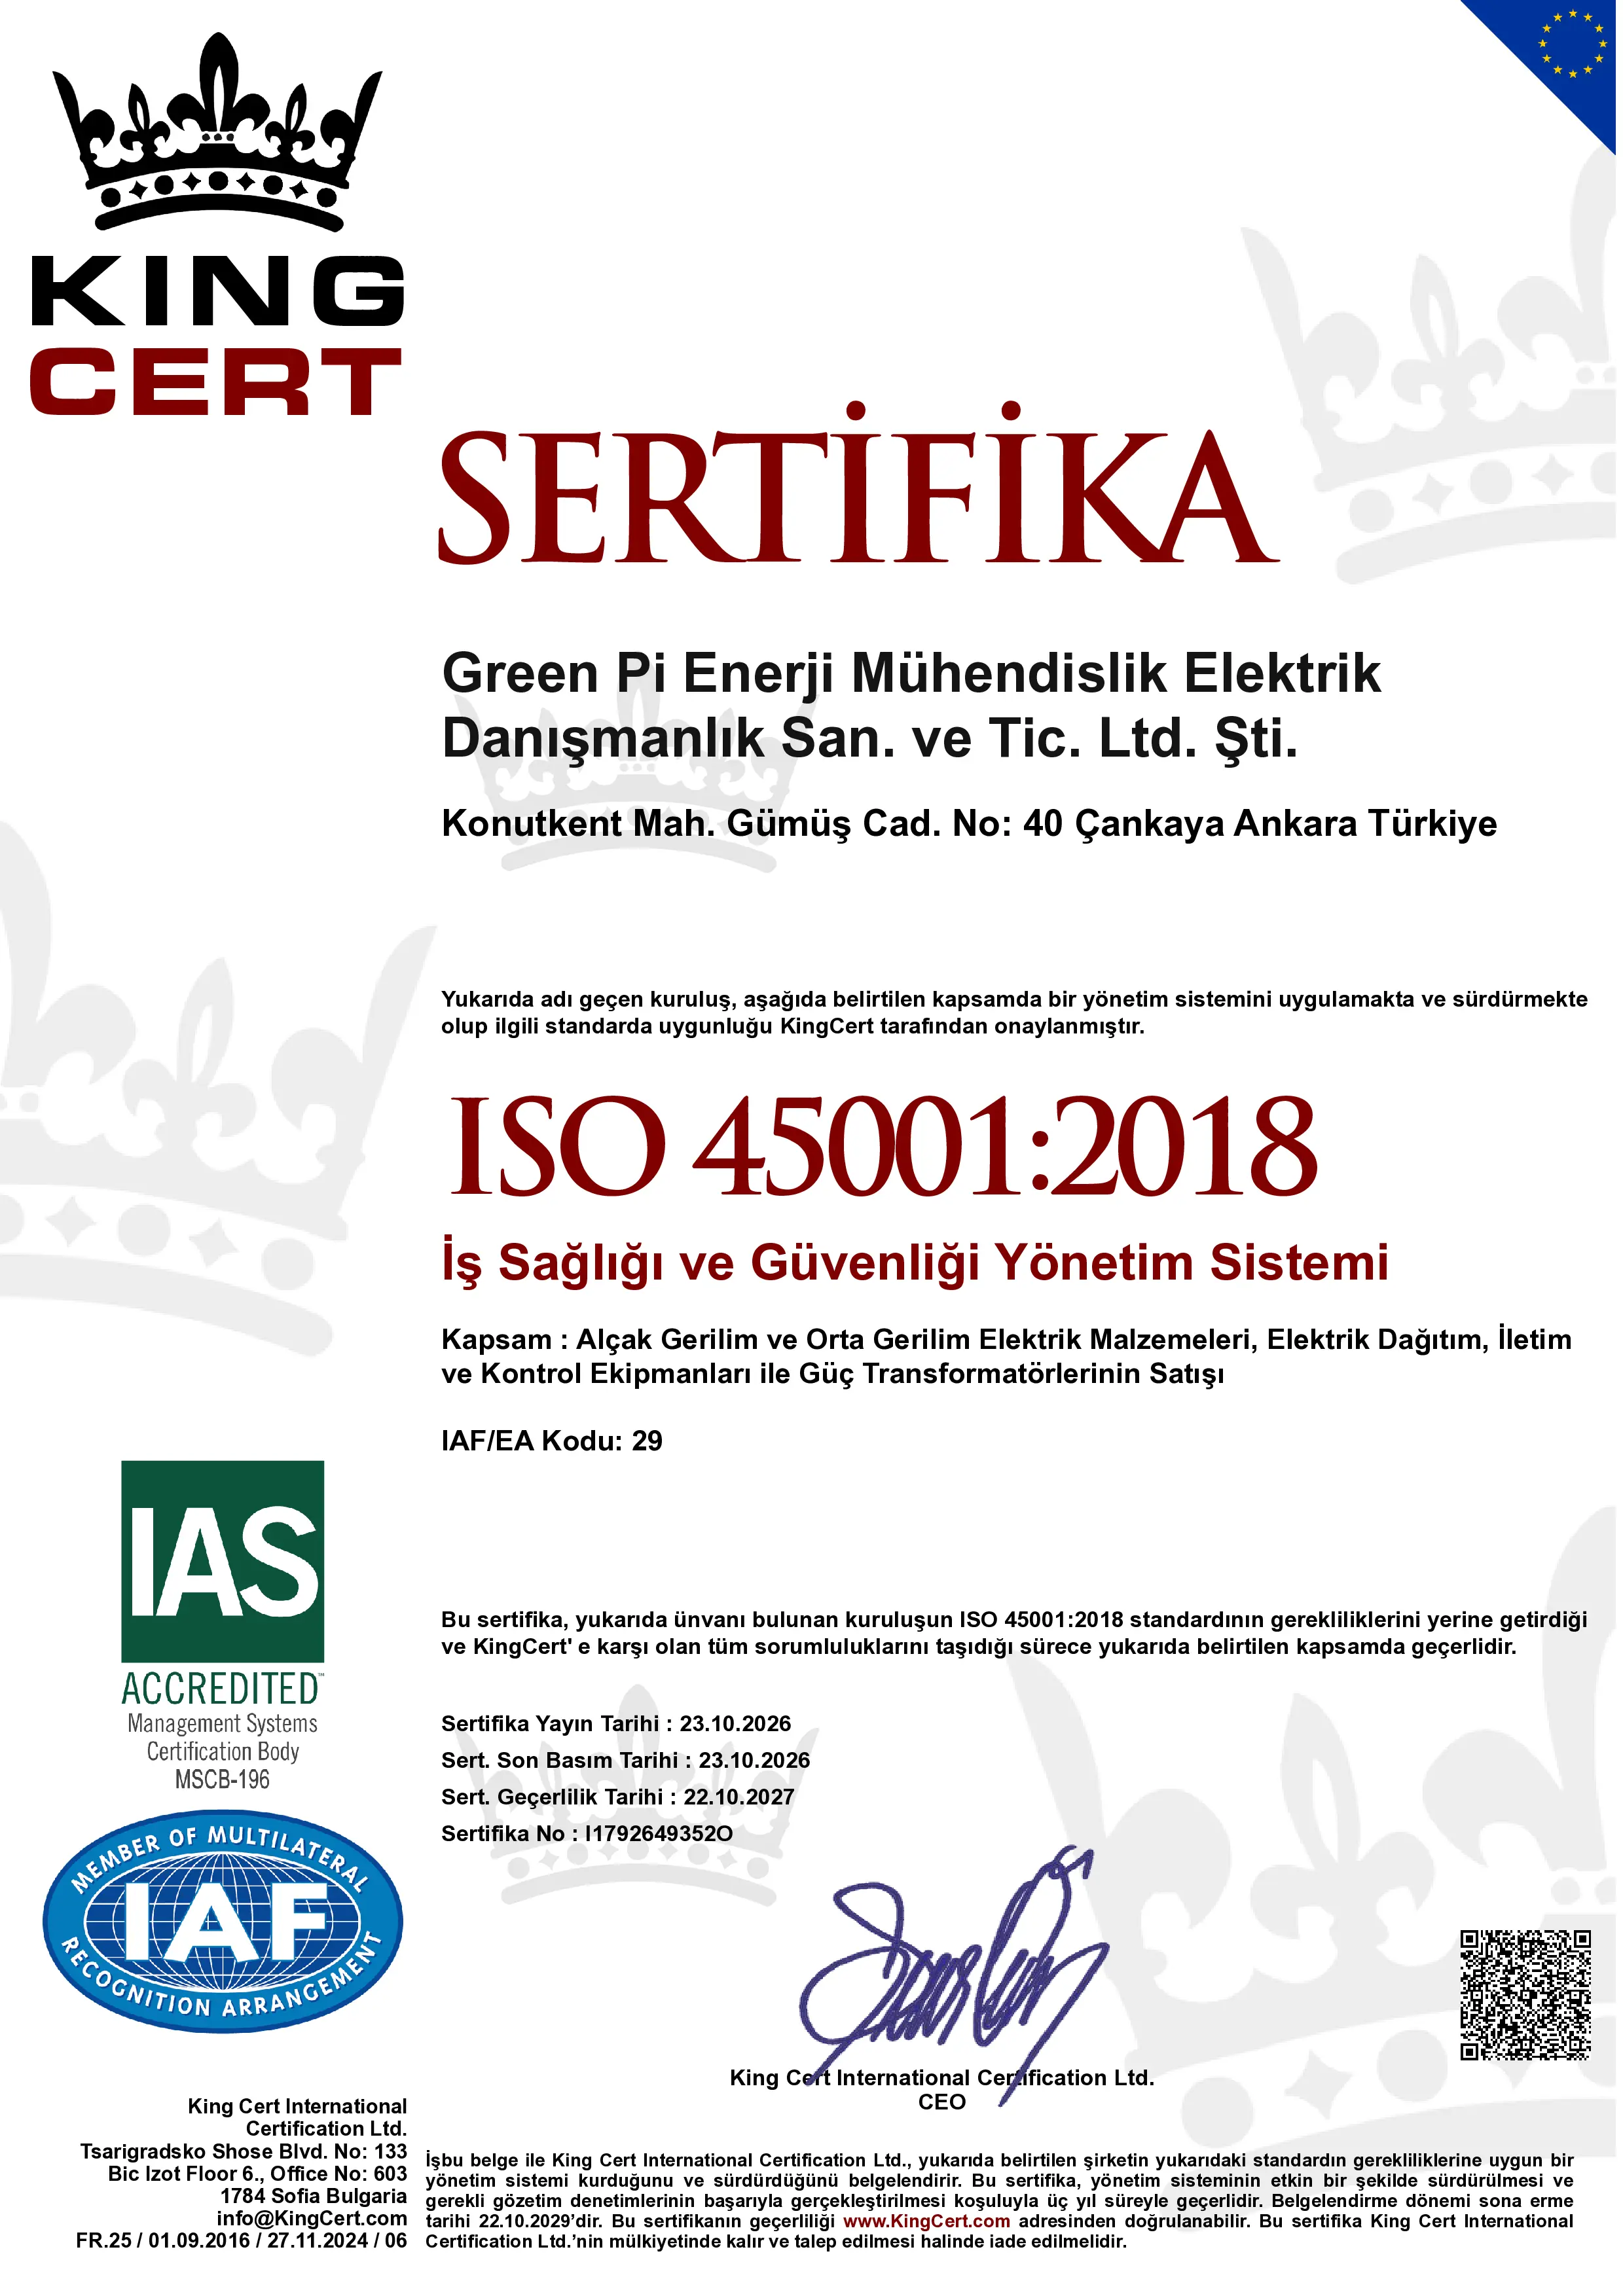 KING
CERT
SERTİFİKA
Green Pi Enerji Mühendislik Elektrik
Danışmanlık San. ve Tic. Ltd. Şti.
Konutkent Mah. Gümüş Cad. No: 40 Çankaya Ankara Türkiye
Yukarıda adı geçen kuruluş, aşağıda belirtilen kapsamda bir yönetim sistemini uygulamakta ve sürdürmekte
olup ilgili standarda uygunluğu KingCert tarafından onaylanmıştır.
ISO 45001:2018
İş Sağlığı ve Güvenliği Yönetim Sistemi
Kapsam : Alçak Gerilim ve Orta Gerilim Elektrik Malzemeleri, Elektrik Dağıtım, İletim
ve Kontrol Ekipmanları ile Güç Transformatörlerinin Satışı
IAF/EA Kodu: 29
IAS
ACCREDITED™
Management Systems
Certification Body
MSCB-196
Bu sertifika, yukarıda ünvanı bulunan kuruluşun ISO 45001:2018 standardının gerekliliklerini yerine getirdiği
ve KingCert' e karşı olan tüm sorumluluklarını taşıdığı sürece yukarıda belirtilen kapsamda geçerlidir.
Sertifika Yayın Tarihi : 23.10.2026
Sert. Son Basım Tarihi : 23.10.2026
Sert. Geçerlilik Tarihi : 22.10.2027
Sertifika No : I1792649352O
MEMBER OF MULTILATERAL
IAF
RECOGNITION ARRANGEMENT
King Cert International Certification Ltd.
CEO
King Cert International
Certification Ltd.
Tsarigradsko Shose Blvd. No: 133
Bic Izot Floor 6., Office No: 603
1784 Sofia Bulgaria
info@KingCert.com
FR.25 / 01.09.2016 / 27.11.2024 / 06
İşbu belge ile King Cert International Certification Ltd., yukarıda belirtilen şirketin yukarıdaki standardın gerekliliklerine uygun bir
yönetim sistemi kurduğunu ve sürdürdüğünü belgelendirir. Bu sertifika, yönetim sisteminin etkin bir şekilde sürdürülmesi ve
gerekli gözetim denetimlerinin başarıyla gerçekleştirilmesi koşuluyla üç yıl süreyle geçerlidir. Belgelendirme dönemi sona erme
tarihi 22.10.2029’dir. Bu sertifikanın geçerliliği www.KingCert.com adresinden doğrulanabilir. Bu sertifika King Cert International
Certification Ltd.’nin mülkiyetinde kalır ve talep edilmesi halinde iade edilmelidir.